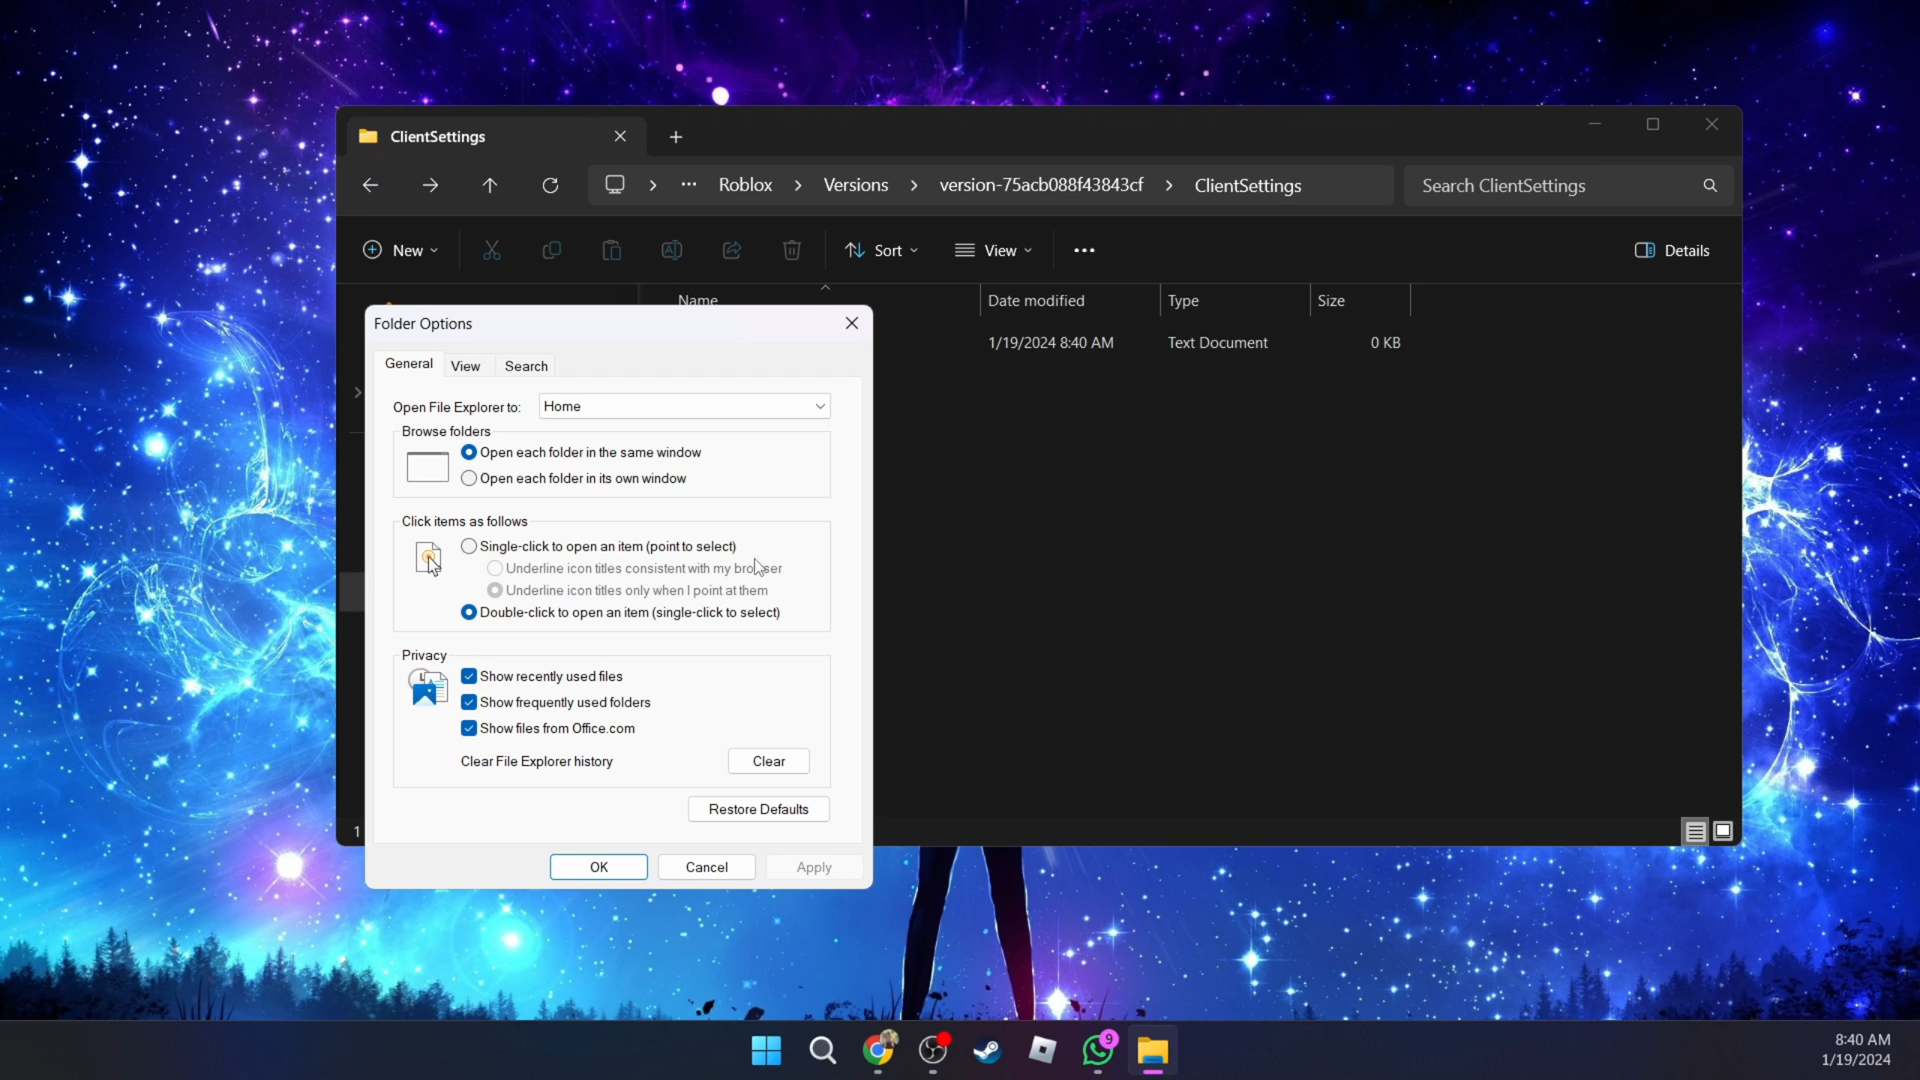 ClientSettings
Roblox > Versions > version-75acb088f43843cf > ClientSettings
Search ClientSettings
New
Sort
View
Details
Name
Date modified
Type
Size
1/19/2024 8:40 AM
Text Document
0 KB
Folder Options
General
View
Search
Open File Explorer to:
Home
Browse folders
Open each folder in the same window
Open each folder in its own window
Click items as follows
Single-click to open an item (point to select)
Underline icon titles consistent with my browser
Underline icon titles only when I point at them
Double-click to open an item (single-click to select)
Privacy
Show recently used files
Show frequently used folders
Show files from Office.com
Clear File Explorer history
Clear
Restore Defaults
1
OK
Cancel
Apply
9
8:40 AM
1/19/2024